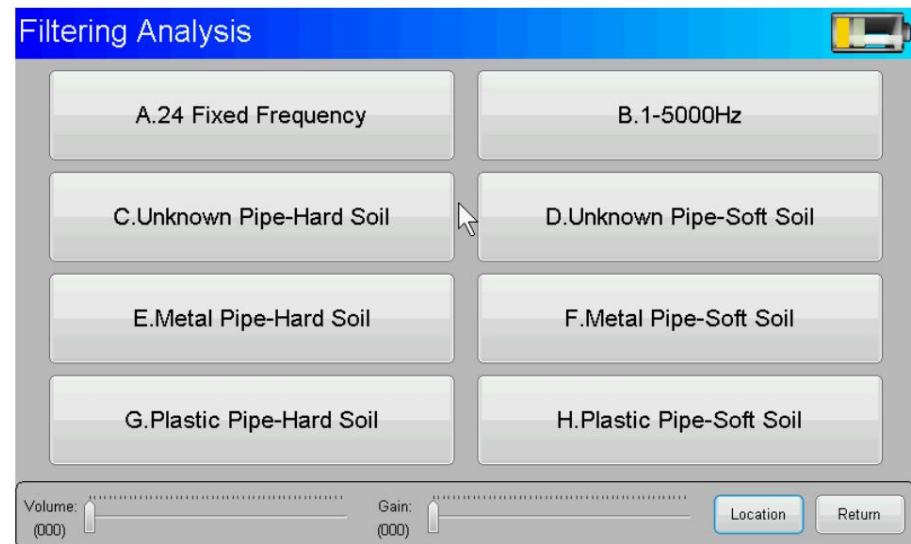 Filtering Analysis
A.24 Fixed Frequency
B.1-5000Hz
C.Unknown Pipe-Hard Soil
D.Unknown Pipe-Soft Soil
E.Metal Pipe-Hard Soil
F.Metal Pipe-Soft Soil
G.Plastic Pipe-Hard Soil
H.Plastic Pipe-Soft Soil
Volume:
(000)
Gain:
(000)
Location
Return